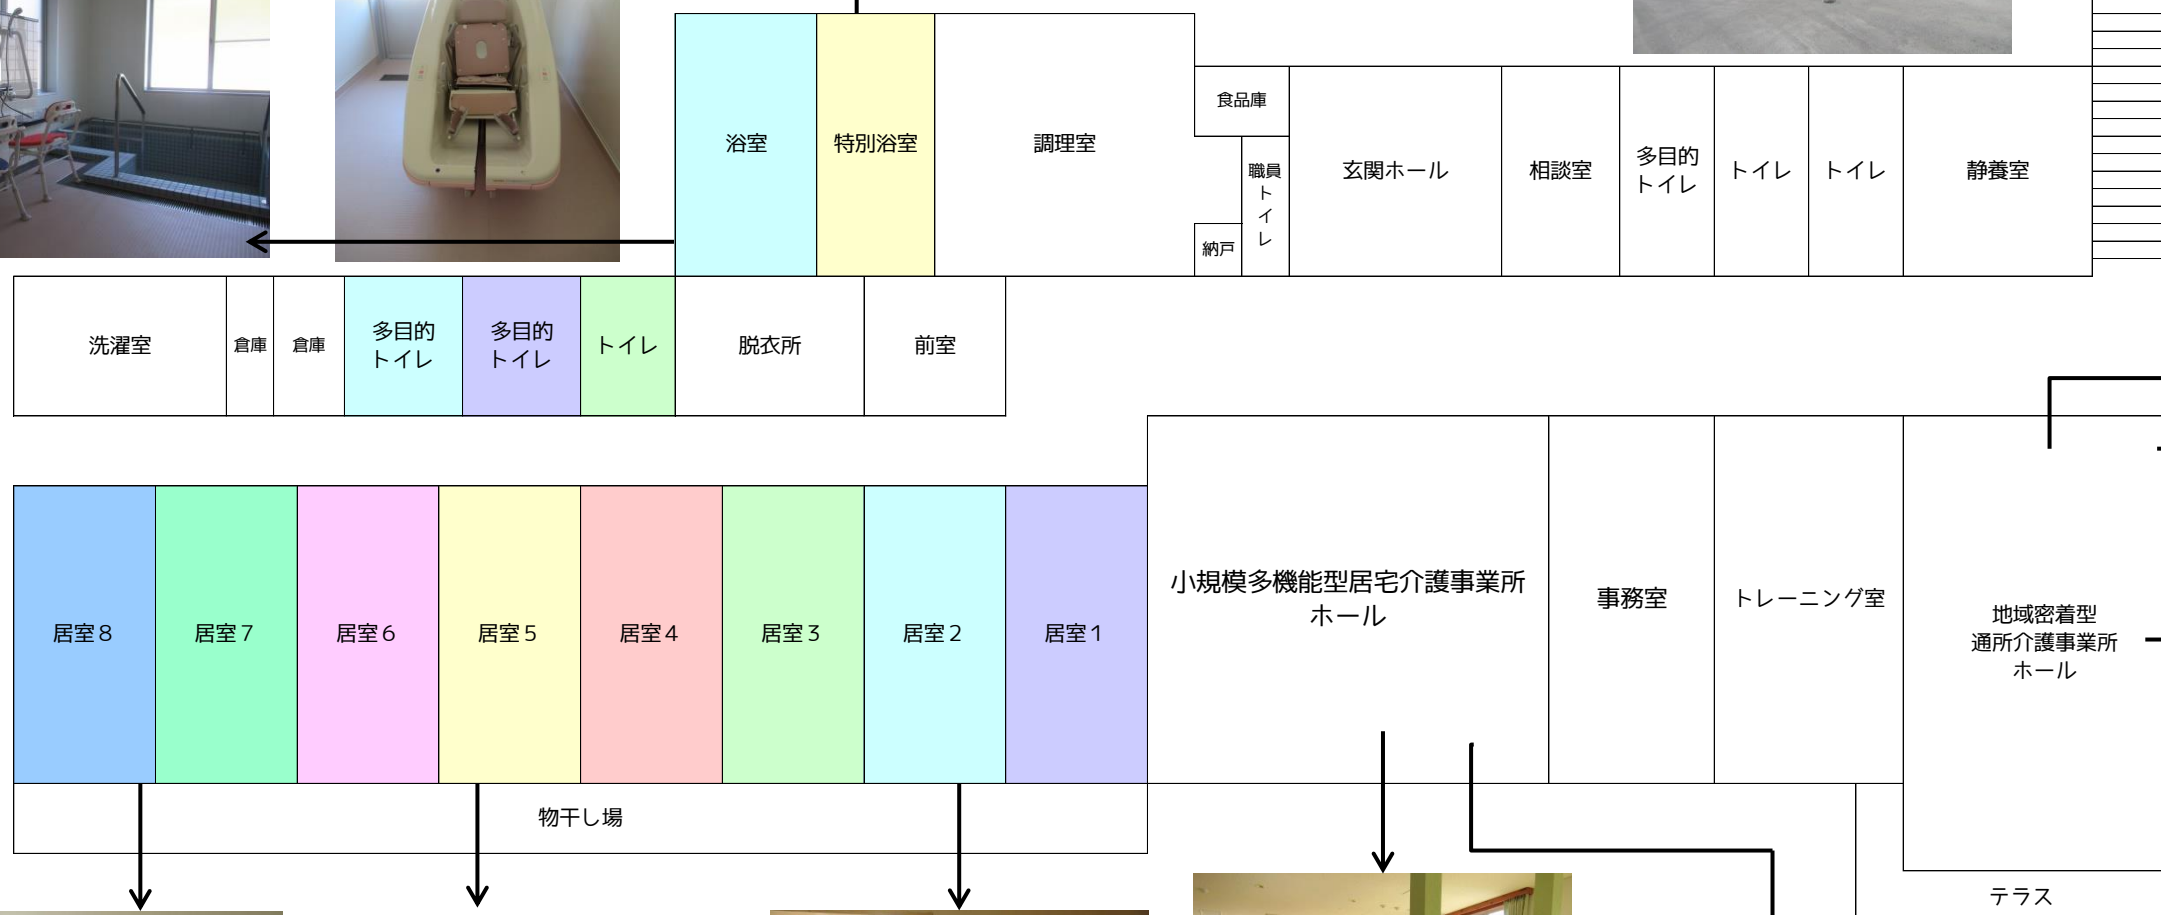 浴室
特別浴室
調理室
食品庫
職員
トイレ
納戸
玄関ホール
相談室
多目的
トイレ
トイレ
トイレ
静養室
洗濯室
倉庫
倉庫
多目的
トイレ
多目的
トイレ
トイレ
脱衣所
前室
居室８
居室７
居室６
居室５
居室４
居室３
居室２
居室１
小規模多機能型居宅介護事業所
ホール
事務室
トレーニング室
地域密着型
通所介護事業所
ホール
物干し場
テラス